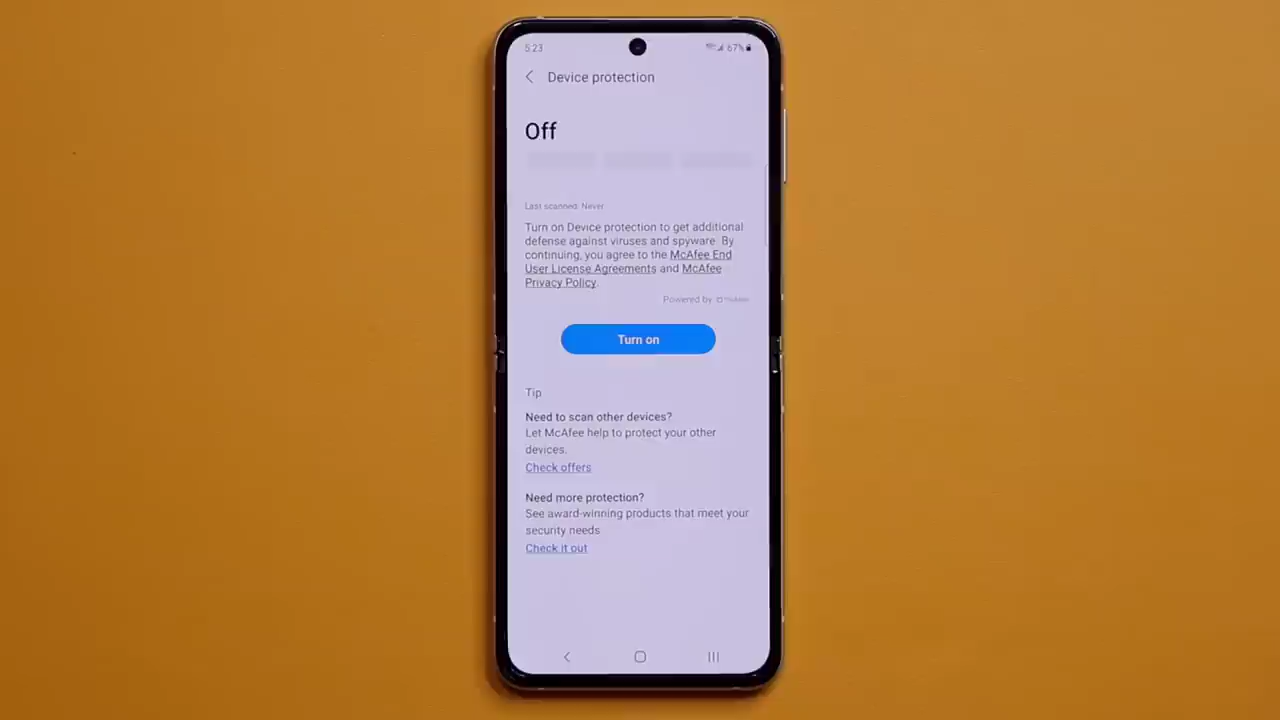 5:23
67%
Device protection
Off
Last scanned: Never
Turn on Device protection to get additional
defense against viruses and spyware. By
continuing, you agree to the McAfee End
User License Agreements and McAfee
Privacy Policy.
Powered by McAfee
Turn on
Tip
Need to scan other devices?
Let McAfee help to protect your other
devices.
Check offers
Need more protection?
See award-winning products that meet your
security needs
Check it out